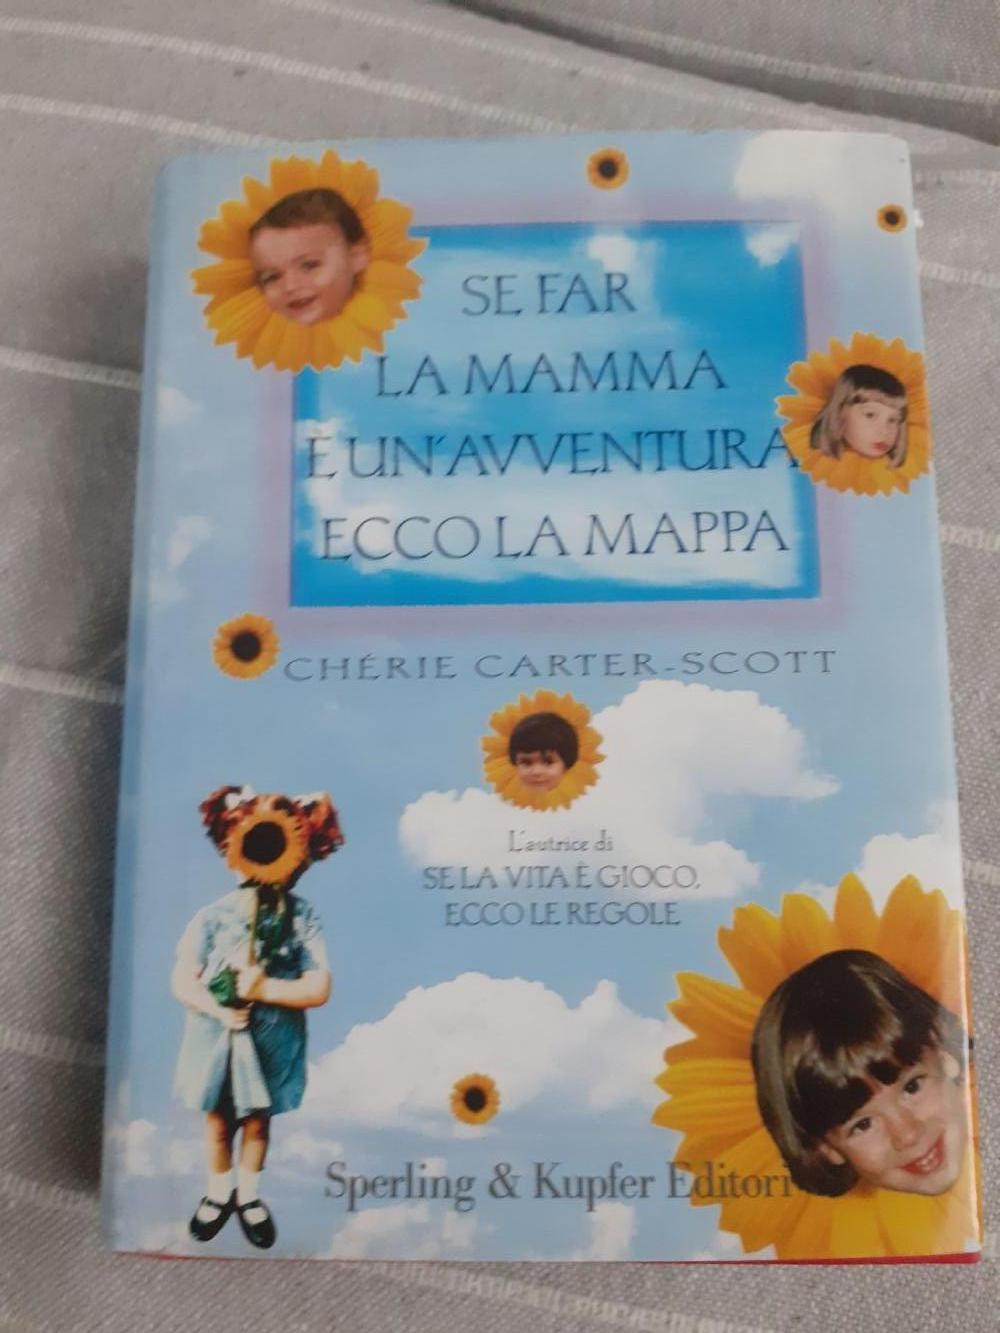 SE FAR
LA MAMMA
È UN'AVVENTURA
ECCO LA MAPPA
CHÉRIE CARTER-SCOTT
L'autrice di
SE LA VITA È GIOCO,
ECCO LE REGOLE
Sperling & Kupfer Editori